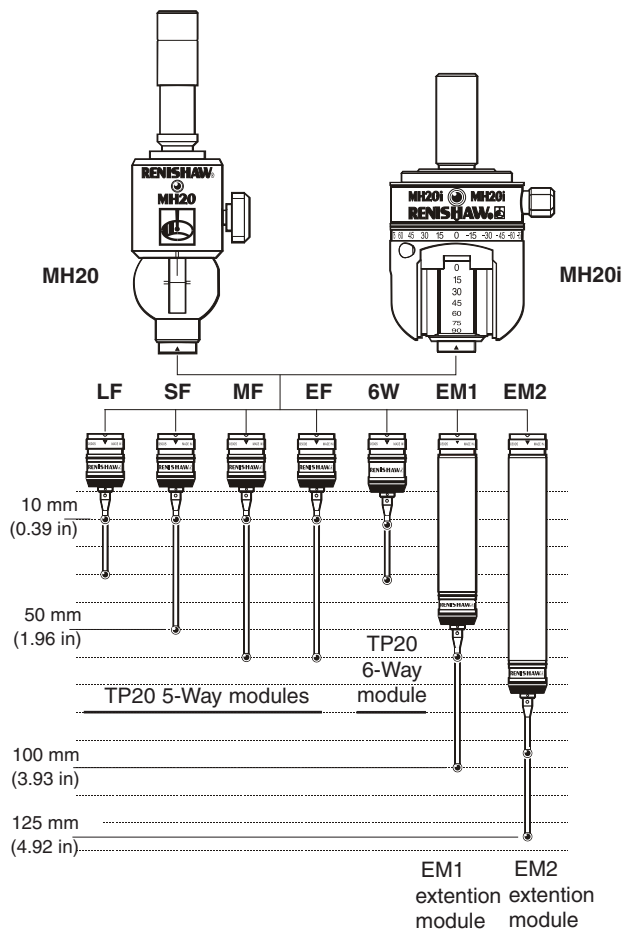 RENISHAW®
MH20
MH20i MH20i
RENISHAW®
60 45 30 15 0 -15 -30 -45 -60
0
15
30
45
60
75
90
MH20
MH20i
LF SF MF EF 6W EM1 EM2
RENISHAW RENISHAW RENISHAW RENISHAW RENISHAW
10 mm
(0.39 in)
RENISHAW
50 mm
(1.96 in)
TP20
6-Way
module
RENISHAW
TP20 5-Way modules
100 mm
(3.93 in)
125 mm
(4.92 in)
EM1
extention
module
EM2
extention
module